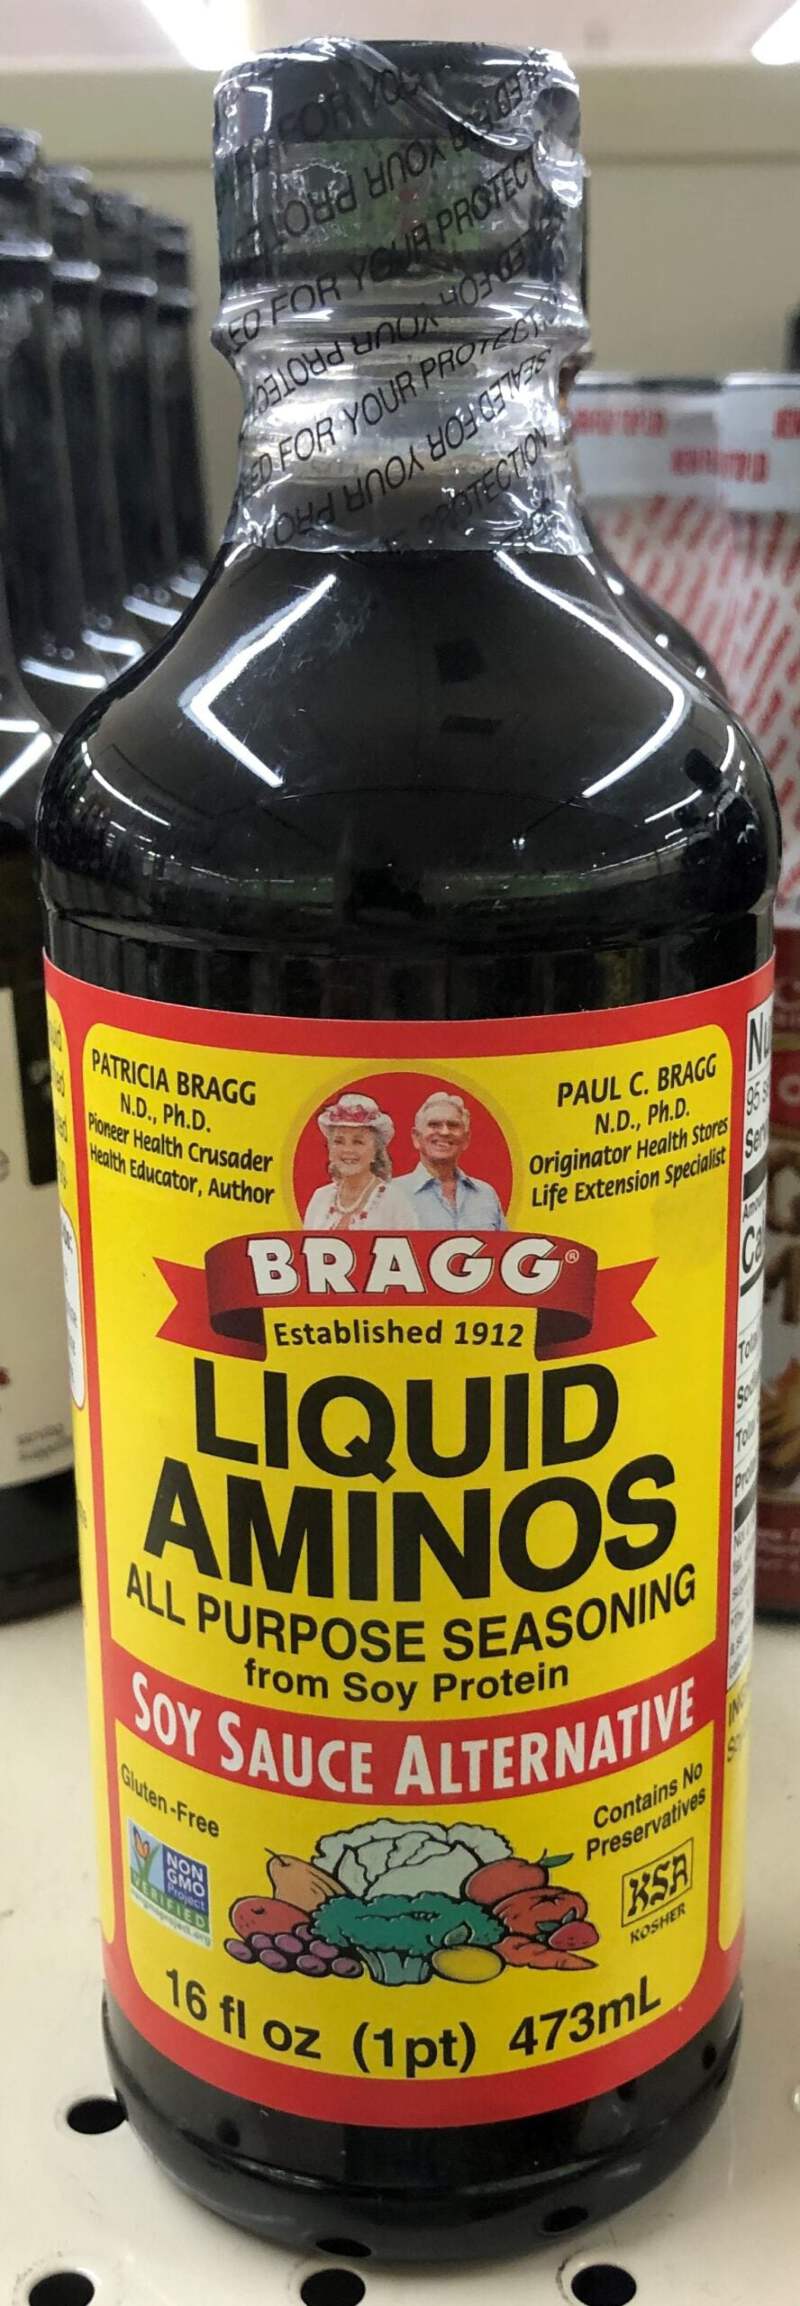 SEALED FOR YOUR PROTECTION
PATRICIA BRAGG
N.D., Ph.D.
Pioneer Health Crusader
Health Educator, Author
PAUL C. BRAGG
N.D., Ph.D.
Originator Health Stores
Life Extension Specialist
BRAGG®
Established 1912
LIQUID
AMINOS
ALL PURPOSE SEASONING
from Soy Protein
SOY SAUCE ALTERNATIVE
Gluten-Free
Contains No
Preservatives
NON
GMO
Project
VERIFIED
nongmoproject.org
KSA
KOSHER
16 fl oz (1pt) 473mL